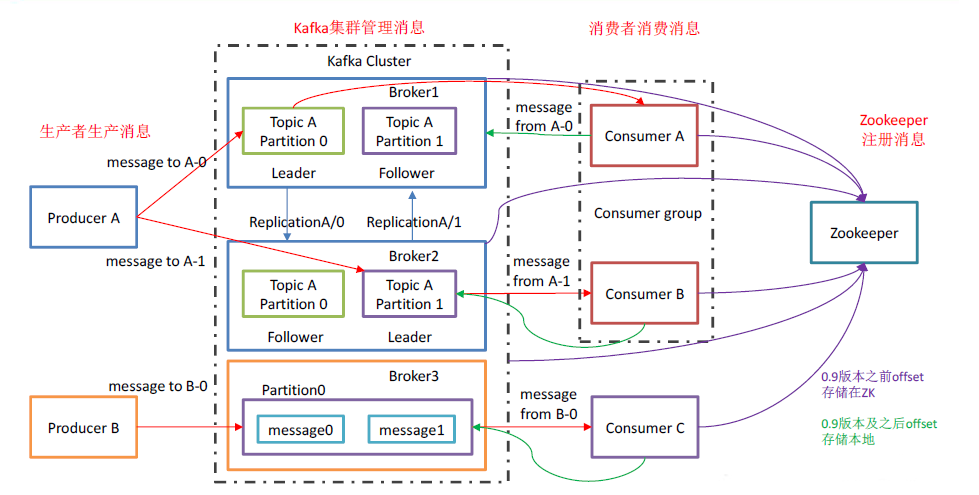 Kafka集群管理消息
消费者消费消息
Kafka Cluster
Broker1
Topic A
Partition 0
Topic A
Partition 1
Leader
Follower
生产者生产消息
message to A-0
Producer A
message to A-1
ReplicationA/0
ReplicationA/1
Broker2
Topic A
Partition 0
Topic A
Partition 1
Follower
Leader
message
from A-0
Consumer A
Consumer group
message
from A-1
Consumer B
Zookeeper
注册消息
Zookeeper
message to B-0
Producer B
Broker3
Partition0
message0
message1
message
from B-0
Consumer C
0.9版本之前offset
存储在ZK
0.9版本及之后offset
存储本地